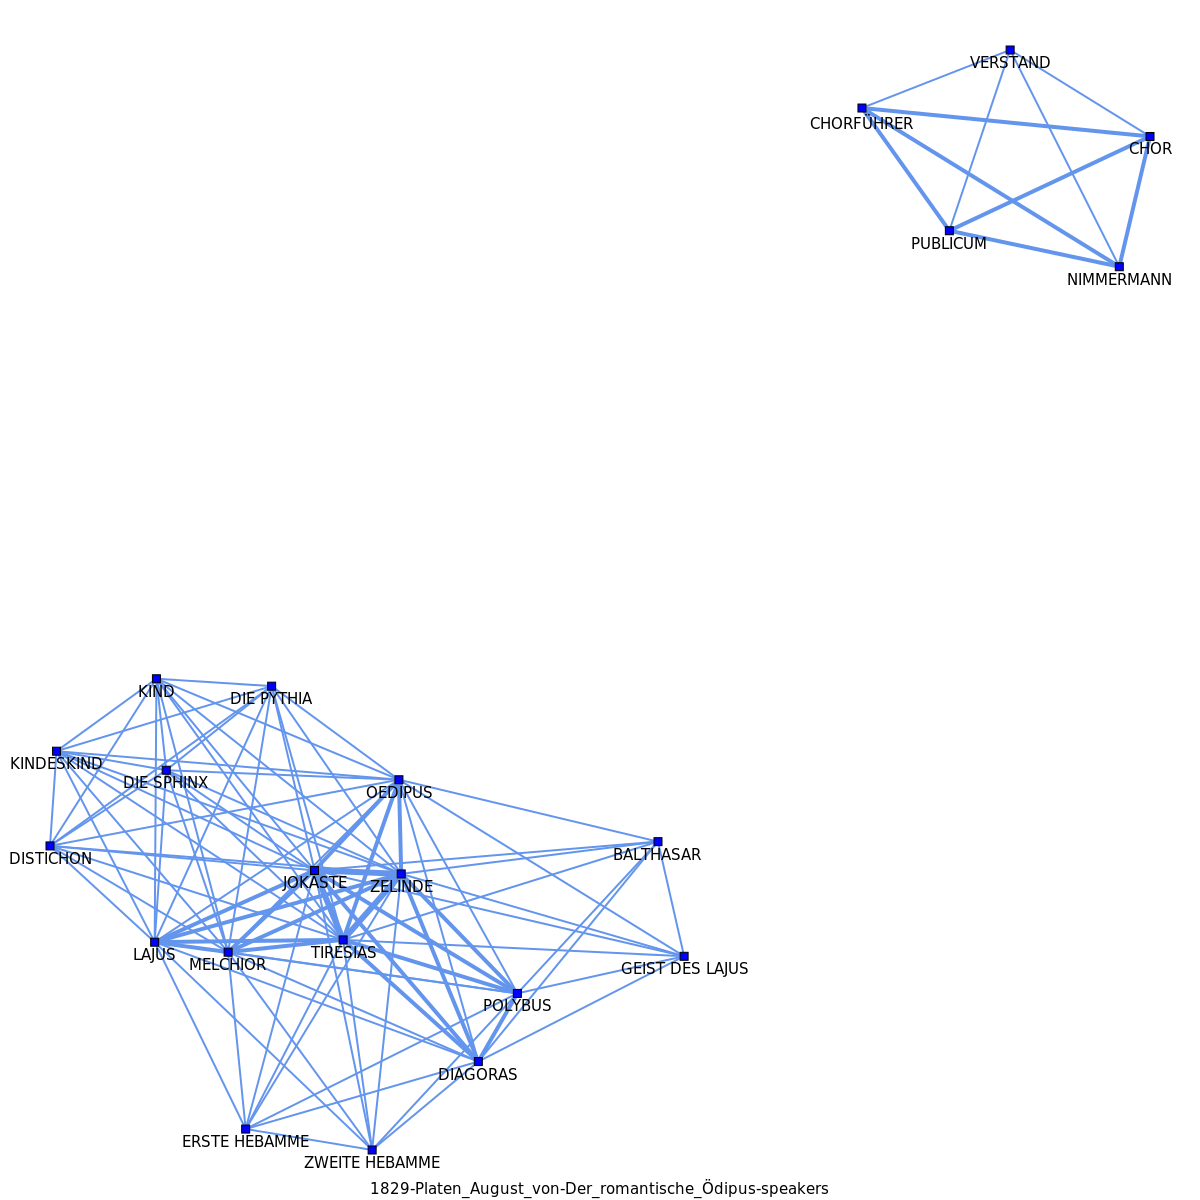 VERSTAND
CHORFÜHRER
CHOR
PUBLICUM
NIMMERMANN
KIND
DIE PYTHIA
KINDESKIND
DIE SPHINX
OEDIPUS
DISTICHON
BALTHASAR
JOKASTE
ZELINDE
LAJUS
TIRESIAS
MELCHIOR
GEIST DES LAJUS
POLYBUS
DIAGORAS
ERSTE HEBAMME
ZWEITE HEBAMME
1829-Platen_August_von-Der_romantische_Ödipus-speakers